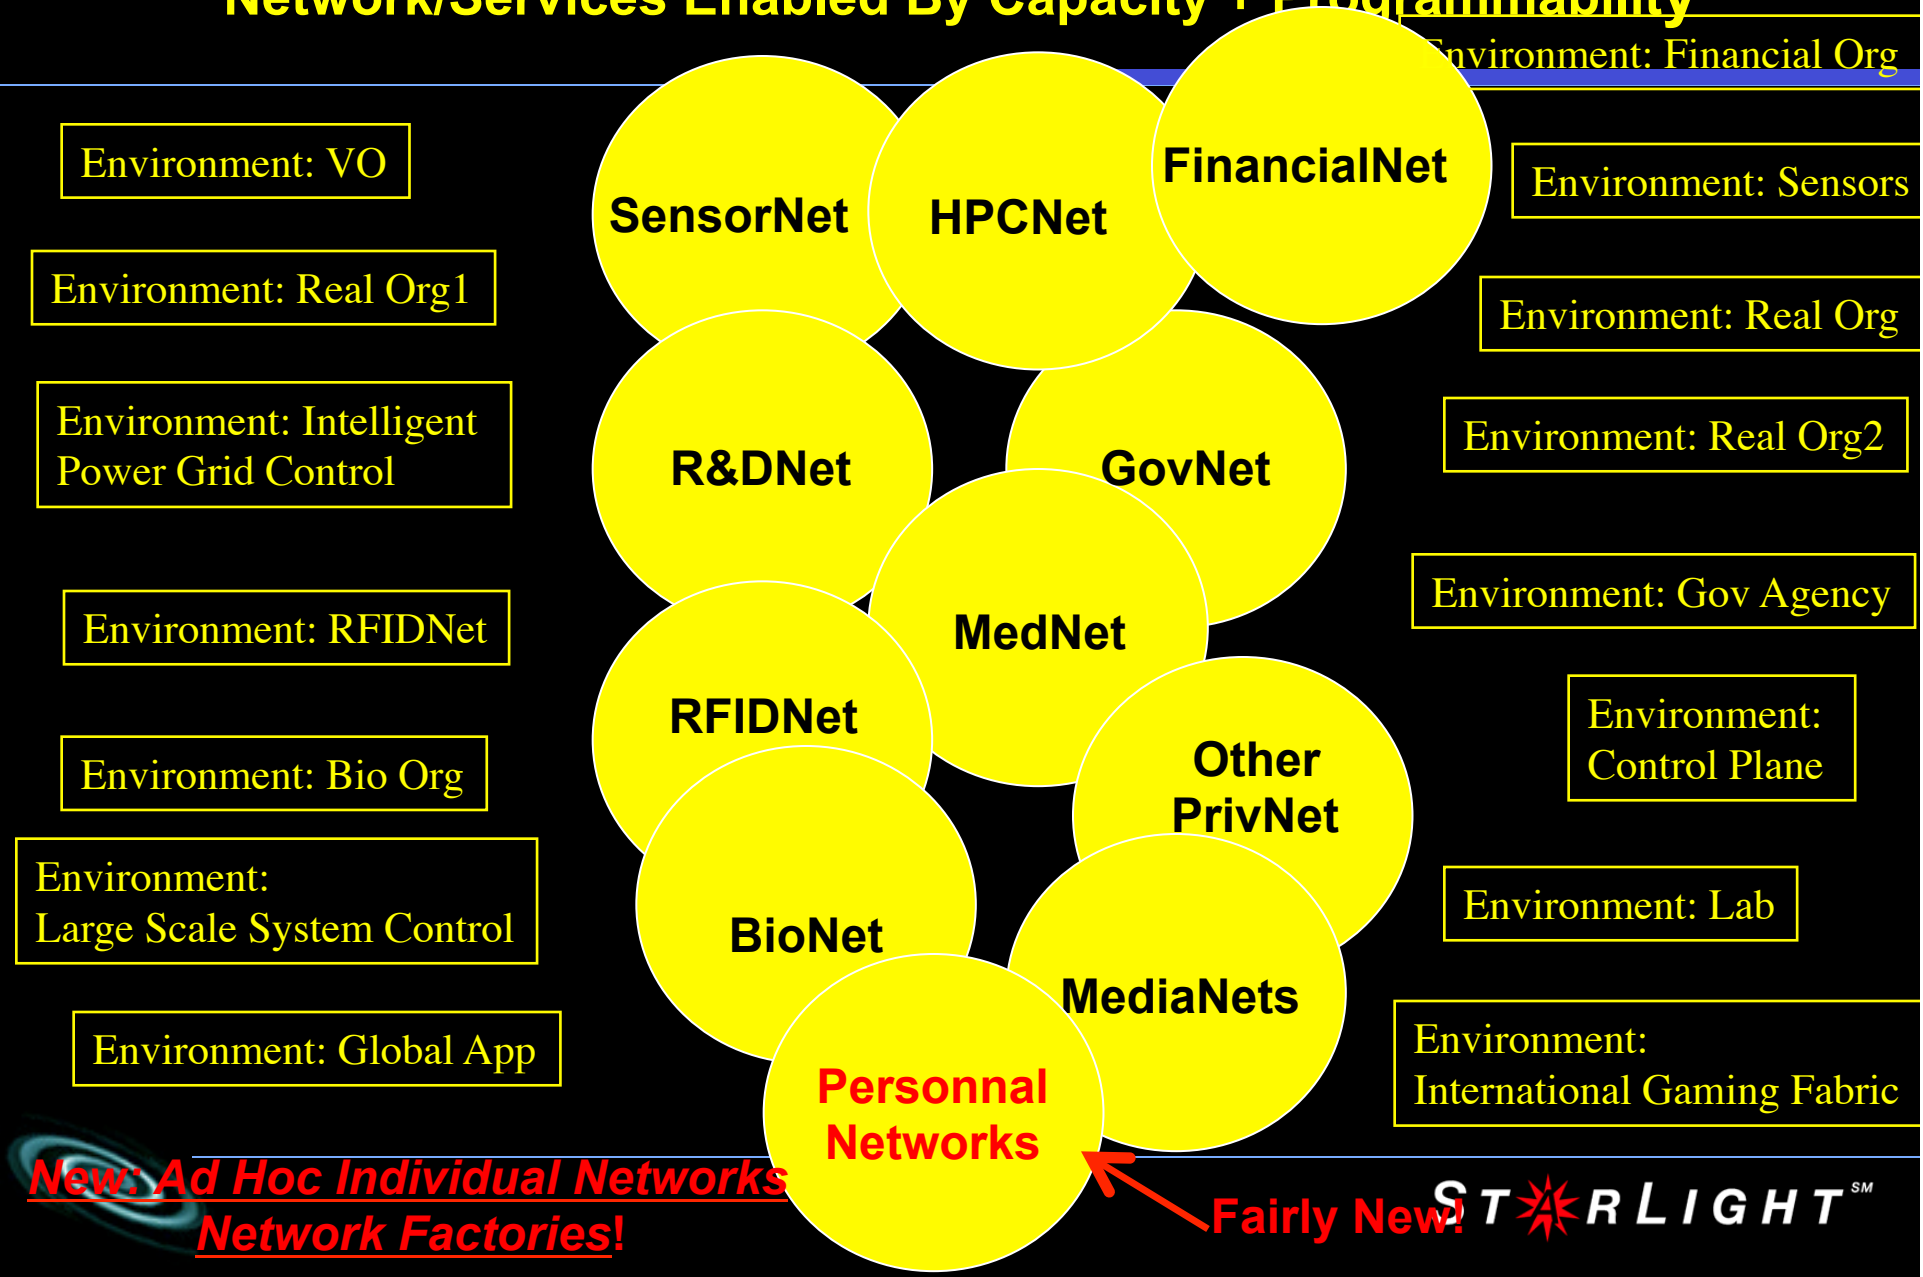 Network/Services Enabled By Capacity + Programmability
Environment: Financial Org
Environment: VO
Environment: Real Org1
Environment: Intelligent
Power Grid Control
Environment: RFIDNet
Environment: Bio Org
Environment:
Large Scale System Control
Environment: Global App
SensorNet
HPCNet
FinancialNet
R&DNet
GovNet
MedNet
RFIDNet
Other
PrivNet
BioNet
MediaNets
Personnal
Networks
Environment: Sensors
Environment: Real Org
Environment: Real Org2
Environment: Gov Agency
Environment:
Control Plane
Environment: Lab
Environment:
International Gaming Fabric
New: Ad Hoc Individual Networks
Network Factories!
Fairly New!
STARLIGHT℠